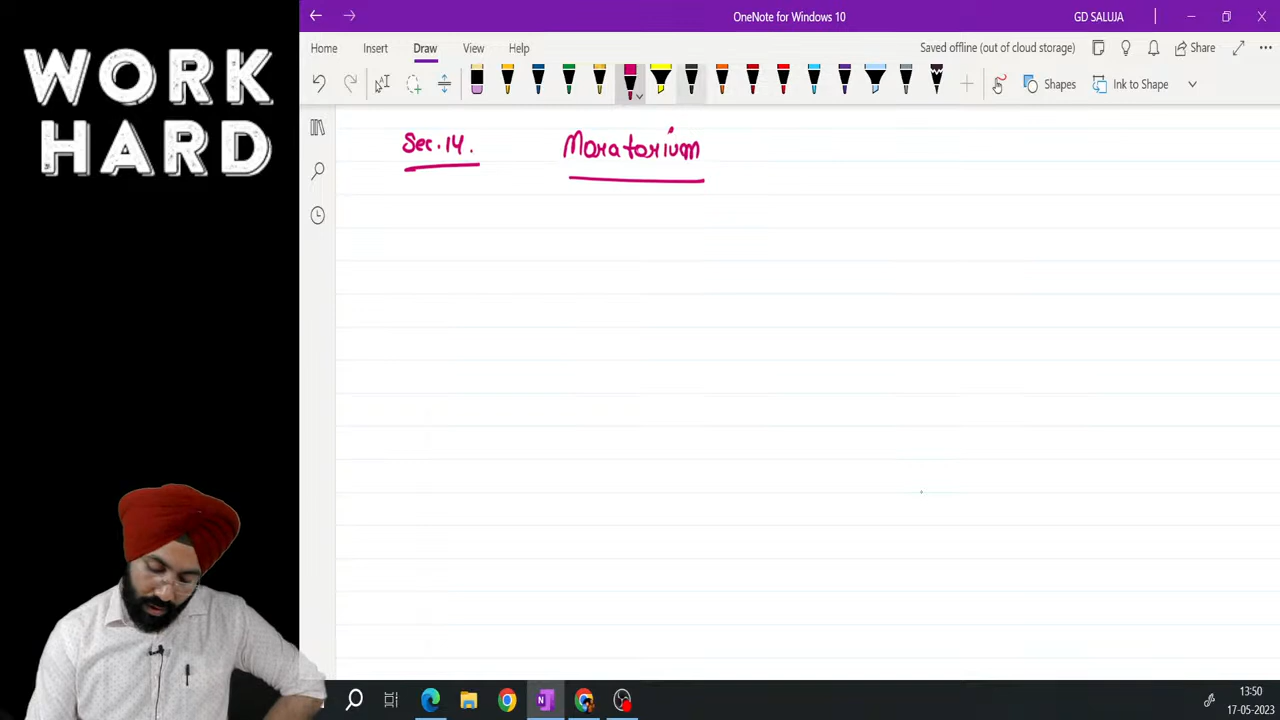 WORK
HARD
OneNote for Windows 10
GD SALUJA
Home Insert Draw View Help
Saved offline (out of cloud storage)
Share
Shapes
Ink to Shape
Sec. 14. Moratorium
13:50
17-05-2023